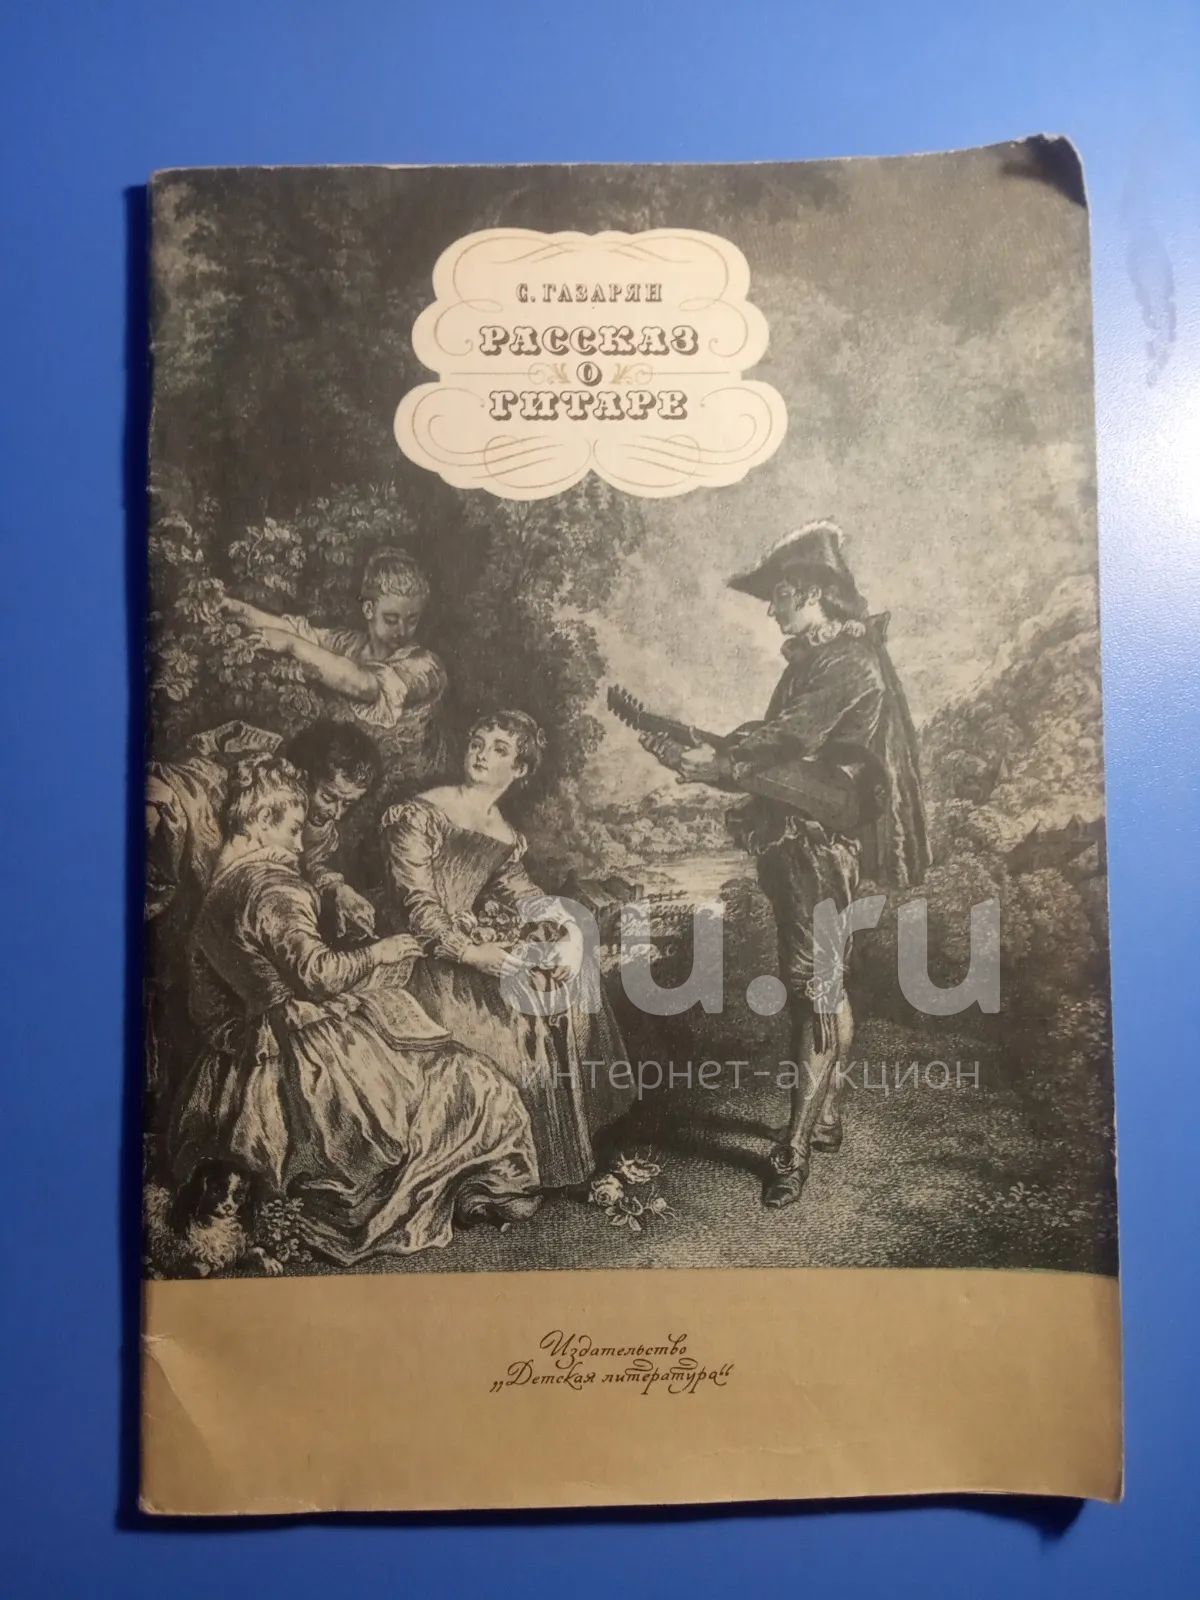 С. ГАЗАРЯН
РАССКАЗ
О
ГИТАРЕ
au.ru
интернет-аукцион
Издательство
„Детская литература“